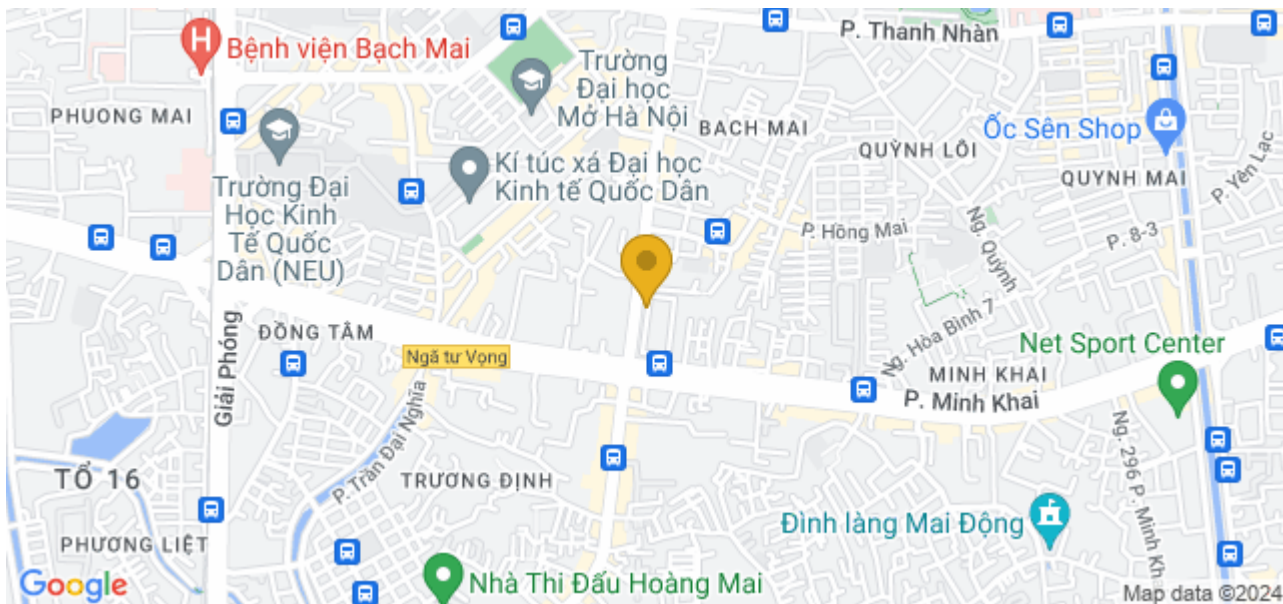 P. Thanh Nhàn
Bệnh viện Bạch Mai
Trường
Đại học
Mở Hà Nội
PHUONG MAI
BACH MAI
Ốc Sên Shop
QUỲNH LÔI
Kí túc xá Đại học
Kinh tế Quốc Dân
QUYNH MAI
P. Yên Lạc
Trường Đại
Học Kinh
Tế Quốc
Dân (NEU)
P. Hồng Mai
Ng. Quỳnh
P. 8-3
ĐỒNG TÂM
Giải Phóng
Ngã tư Vọng
Ng. Hòa Bình 7
Net Sport Center
MINH KHAI
P. Minh Khai
P. Trần Đại Nghĩa
TỔ 16
TRƯƠNG ĐỊNH
Ng. 296 P. Minh Kh
Đình làng Mai Động
PHƯƠNG LIỆT
Nhà Thi Đấu Hoàng Mai
Google
Map data ©2024